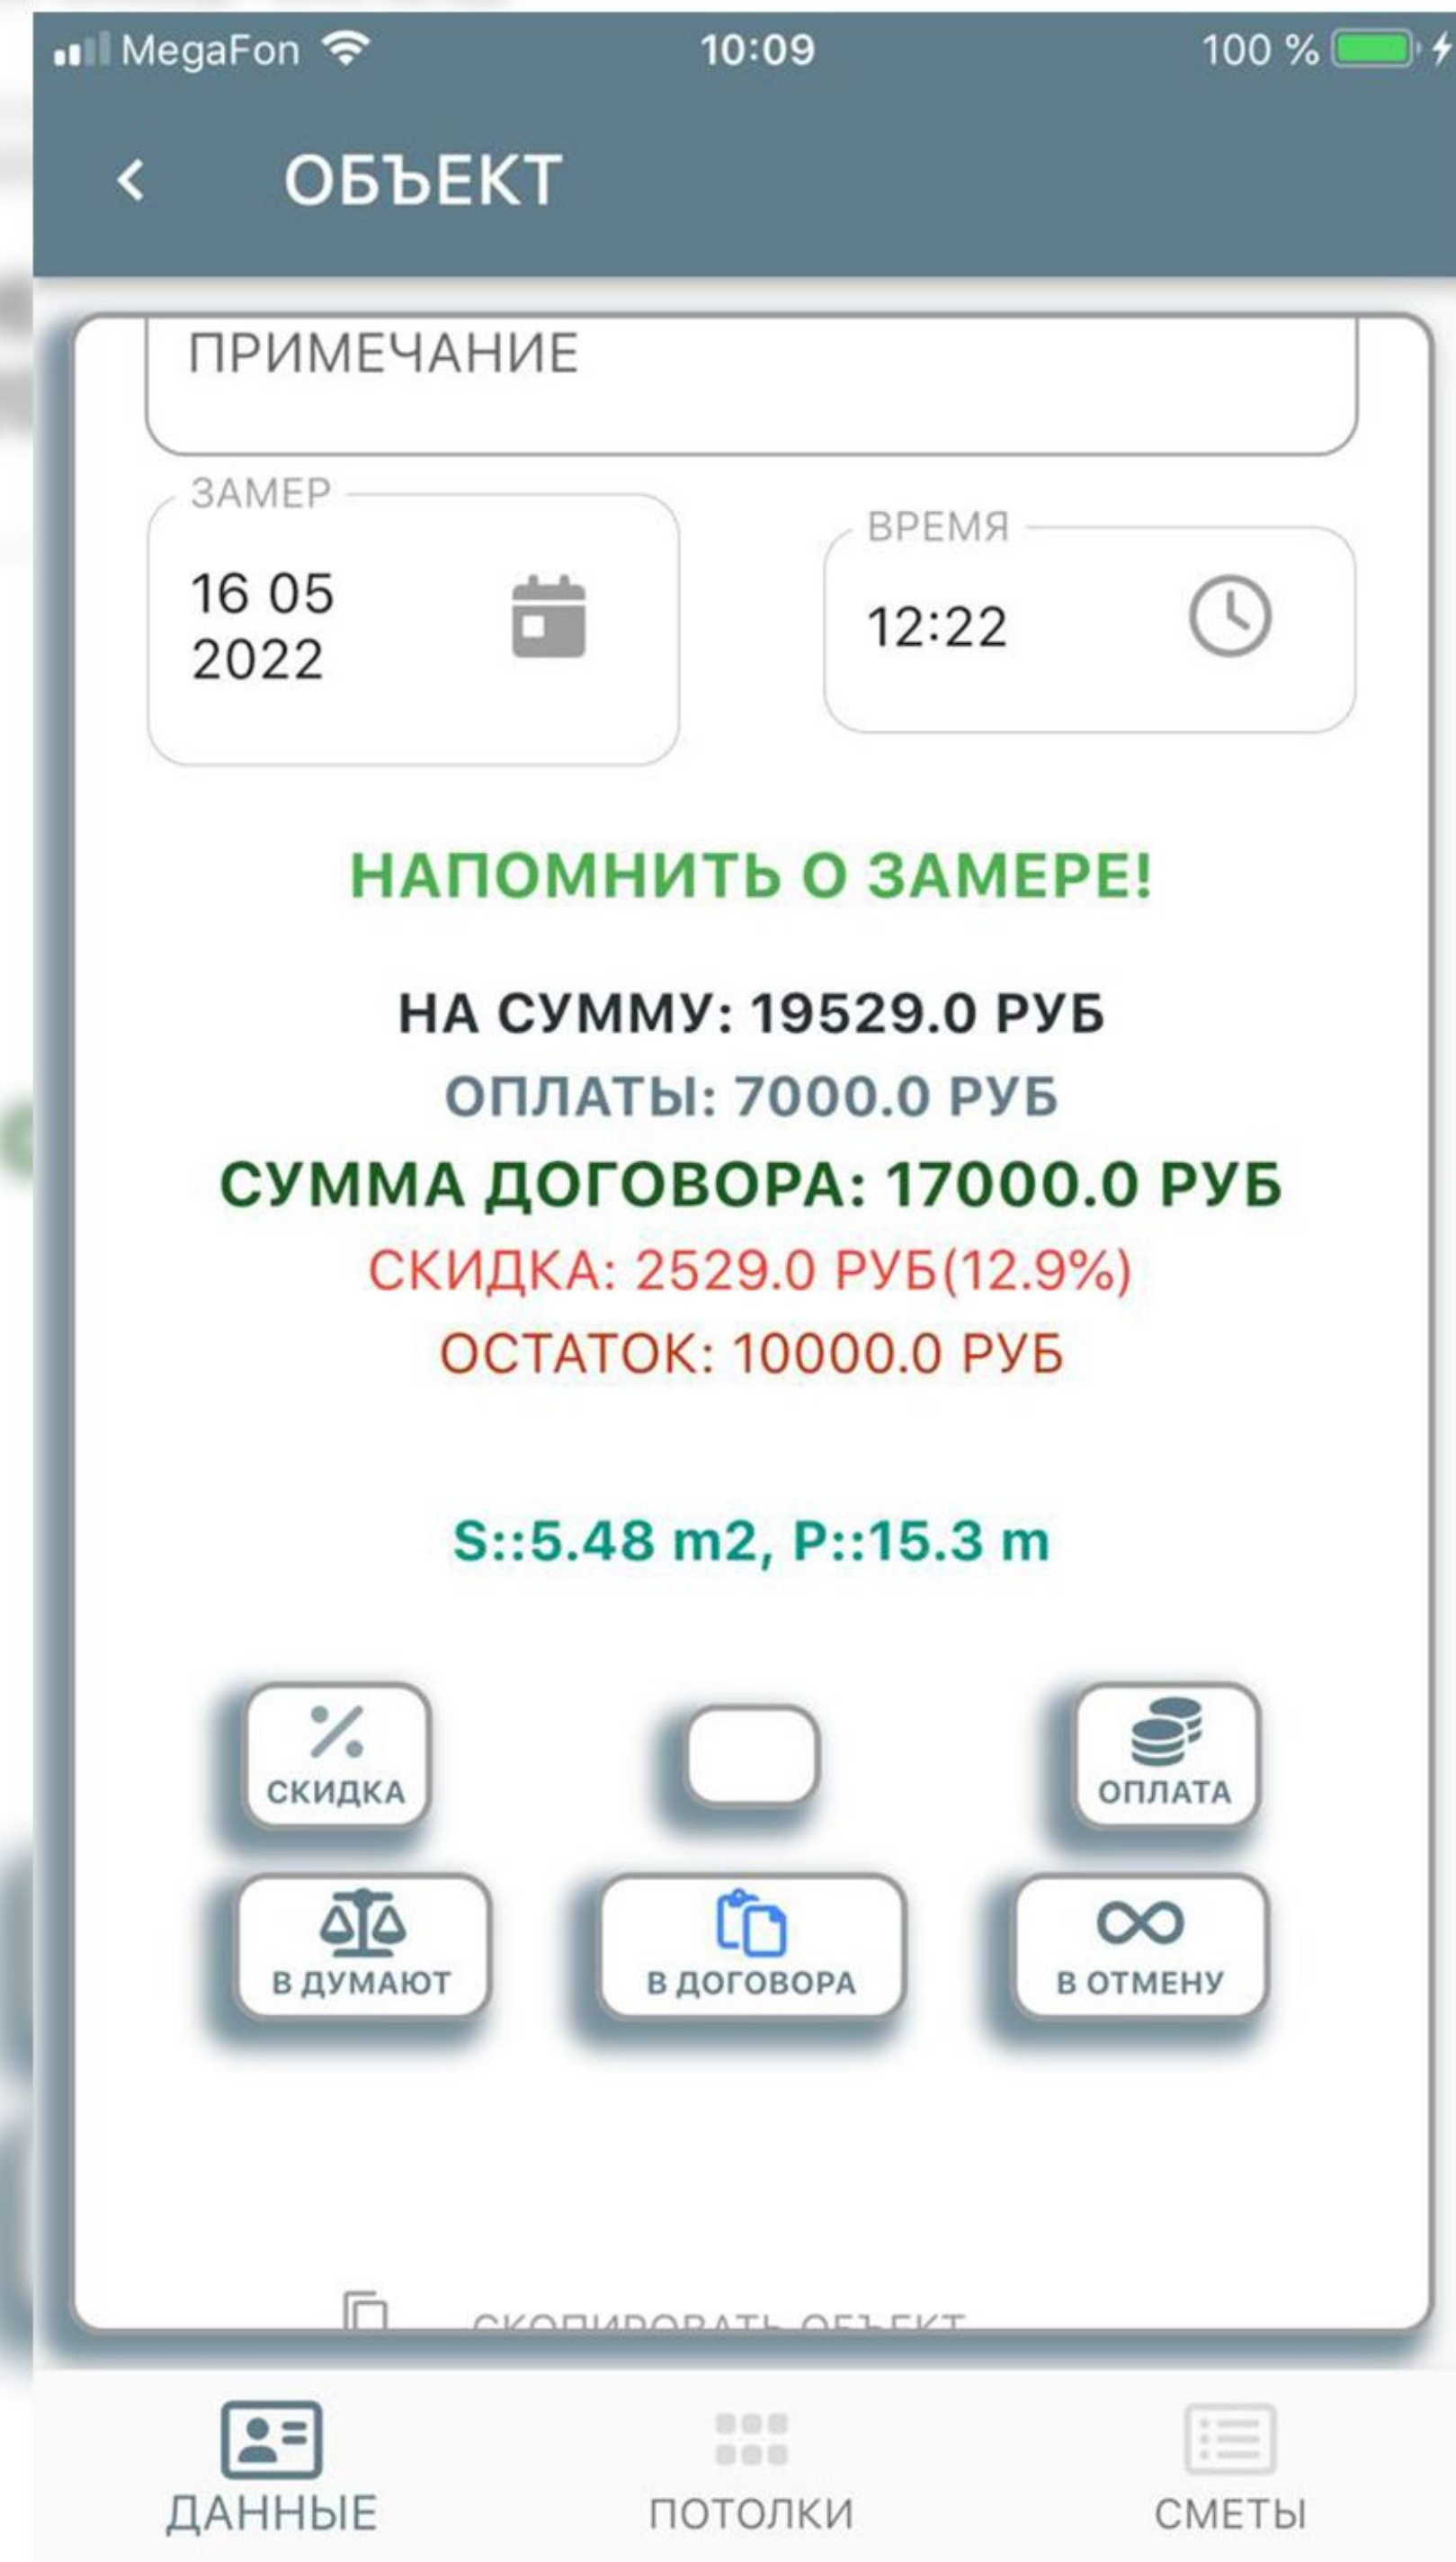 MegaFon 10:09 100 %
ОБЪЕКТ
ПРИМЕЧАНИЕ
ЗАМЕР
ВРЕМЯ
16 05
2022
12:22
НАПОМНИТЬ О ЗАМЕРЕ!
НА СУММУ: 19529.0 РУБ
ОПЛАТЫ: 7000.0 РУБ
СУММА ДОГОВОРА: 17000.0 РУБ
СКИДКА: 2529.0 РУБ(12.9%)
ОСТАТОК: 10000.0 РУБ
S::5.48 m2, P::15.3 m
СКИДКА ОПЛАТА
В ДУМАЮТ В ДОГОВОРА В ОТМЕНУ
СКОПИРОВАТЬ ОБЪЕКТ
ДАННЫЕ ПОТОЛКИ СМЕТЫ